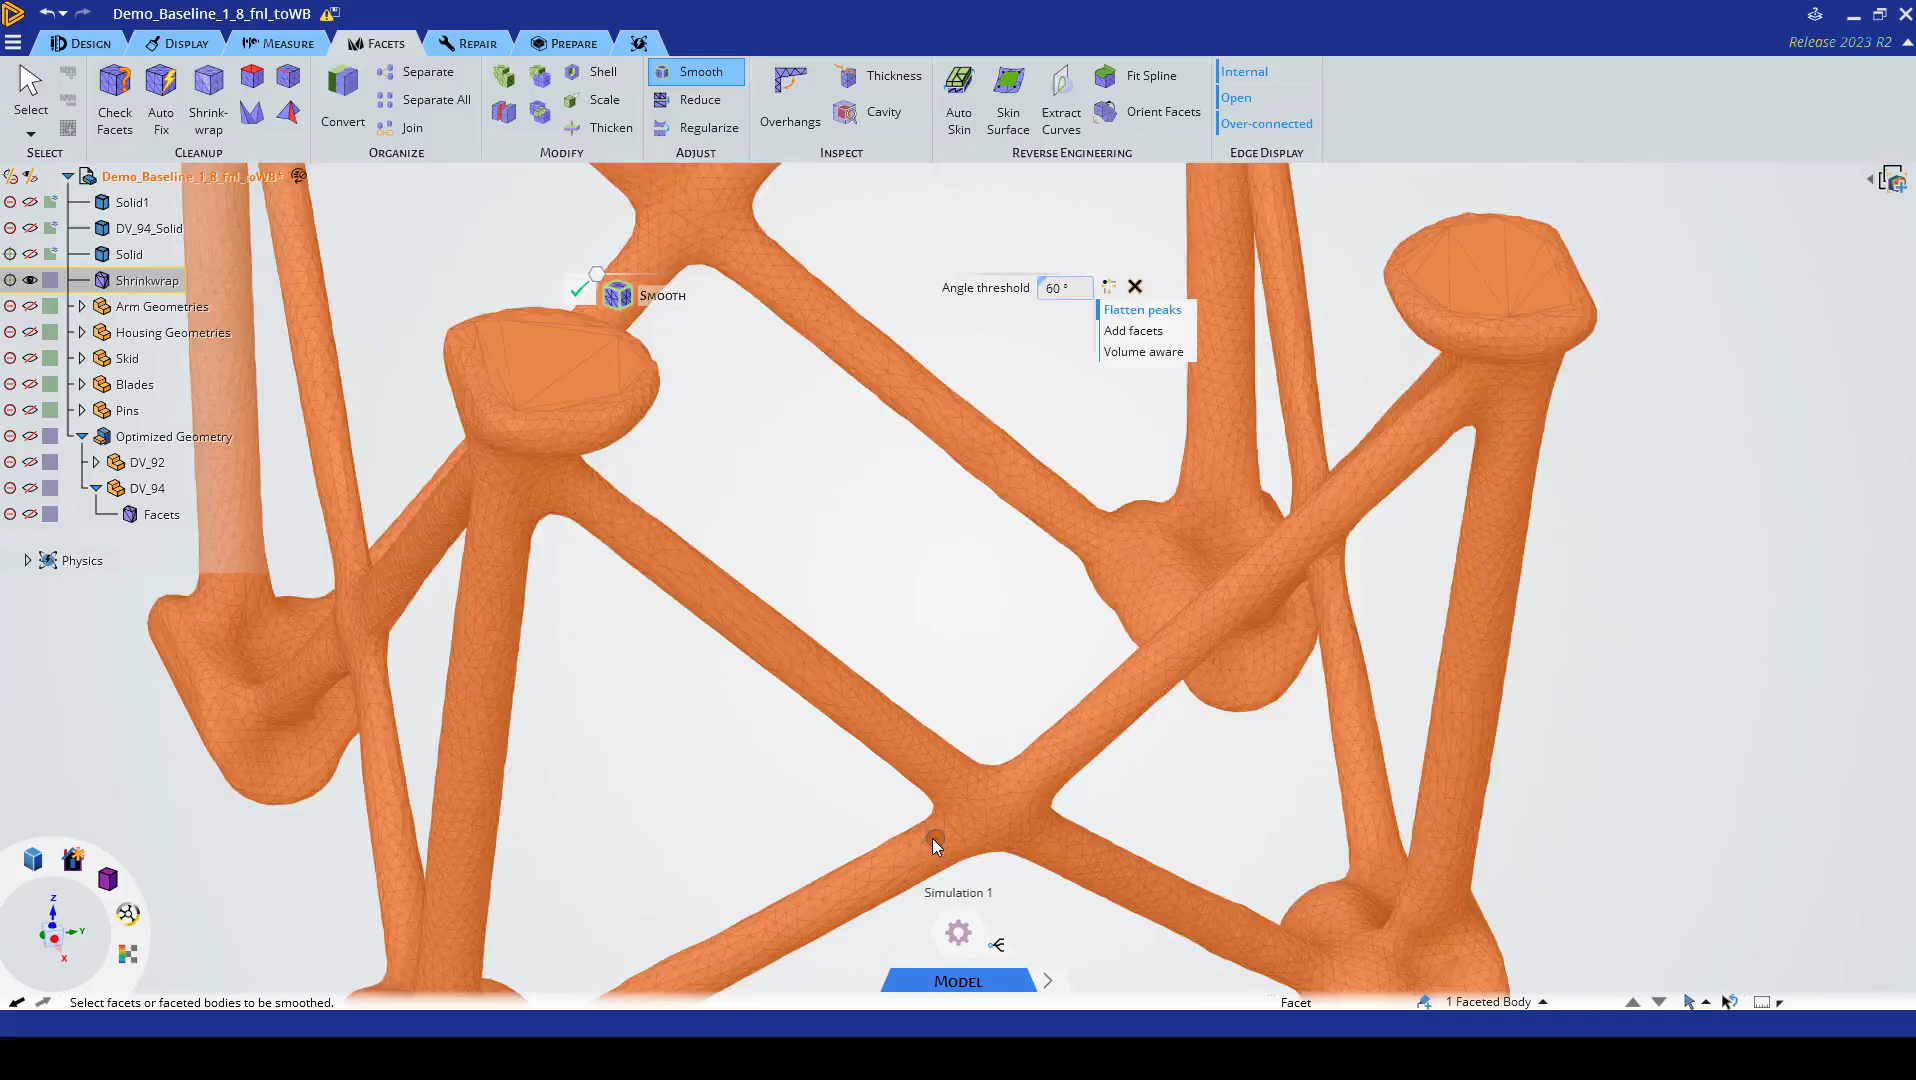 Demo_Baseline_1_8_fnl_toWB
Design
Display
Measure
Facets
Repair
Prepare
Release 2023 R2
Select
Check Facets
Auto Fix
Shrink-wrap
Convert
Separate
Separate All
Join
Shell
Scale
Thicken
Smooth
Reduce
Regularize
Overhangs
Thickness
Cavity
Auto Skin
Skin Surface
Extract Curves
Fit Spline
Orient Facets
Internal
Open
Over-connected
Select
Cleanup
Organize
Modify
Adjust
Inspect
Reverse Engineering
Edge Display
Demo_Baseline_1_8_fnl_toWB*
Solid1
DV_94_Solid
Solid
Shrinkwrap
Arm Geometries
Housing Geometries
Skid
Blades
Pins
Optimized Geometry
DV_92
DV_94
Facets
Physics
Smooth
Angle threshold 60 °
Flatten peaks
Add facets
Volume aware
Z
Y
X
Simulation 1
Model
Select facets or faceted bodies to be smoothed.
Facet
1 Faceted Body